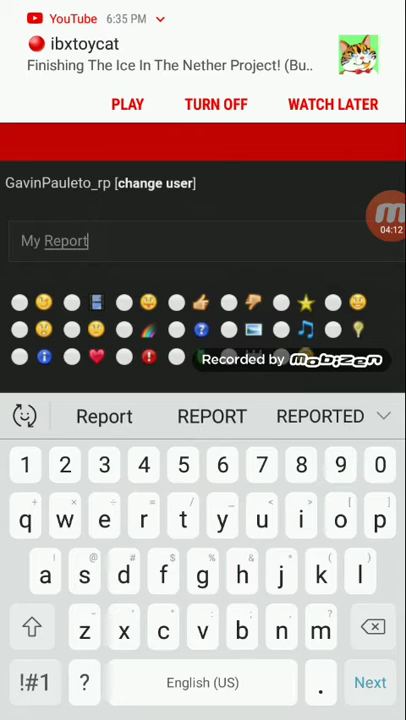 YouTube 6:35 PM
ibxtoycat
Finishing The Ice In The Nether Project! (Bu..
PLAY TURN OFF WATCH LATER
GavinPauleto_rp [change user]
04:12
My Report
Recorded by mobizen
Report REPORT REPORTED
1 2 3 4 5 6 7 8 9 0
+ × ÷ = / _ < > [ ]
q w e r t y u i o p
! @ # $ % ^ & * (
a s d f g h j k l
- ' " : ; , ?
z x c v b n m
!#1 ? English (US) . Next